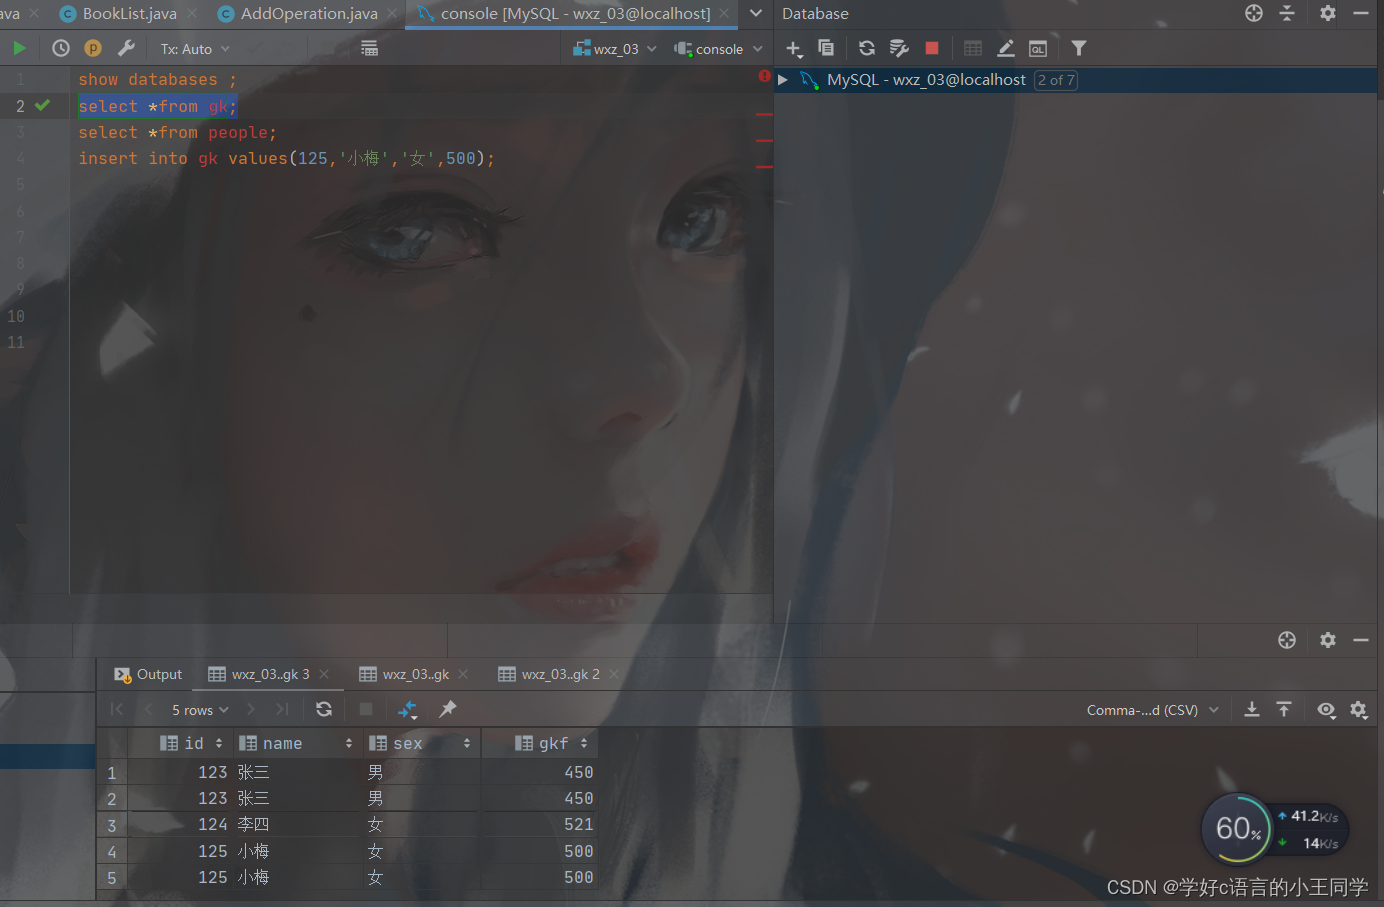 ava
BookList.java
AddOperation.java
console [MySQL - wxz_03@localhost]
Database
Tx: Auto
wxz_03
console
MySQL - wxz_03@localhost 2 of 7
1 show databases ;
2 select *from gk;
3 select *from people;
4 insert into gk values(125,'小梅','女',500);
5
6
7
8
9
10
11
Output
wxz_03..gk 3
wxz_03..gk
wxz_03..gk 2
5 rows
Comma-...d (CSV)
id name sex gkf
1 123 张三 男 450
2 123 张三 男 450
3 124 李四 女 521
4 125 小梅 女 500
5 125 小梅 女 500
60%
41.2K/s
14K/s
CSDN @学好c语言的小王同学